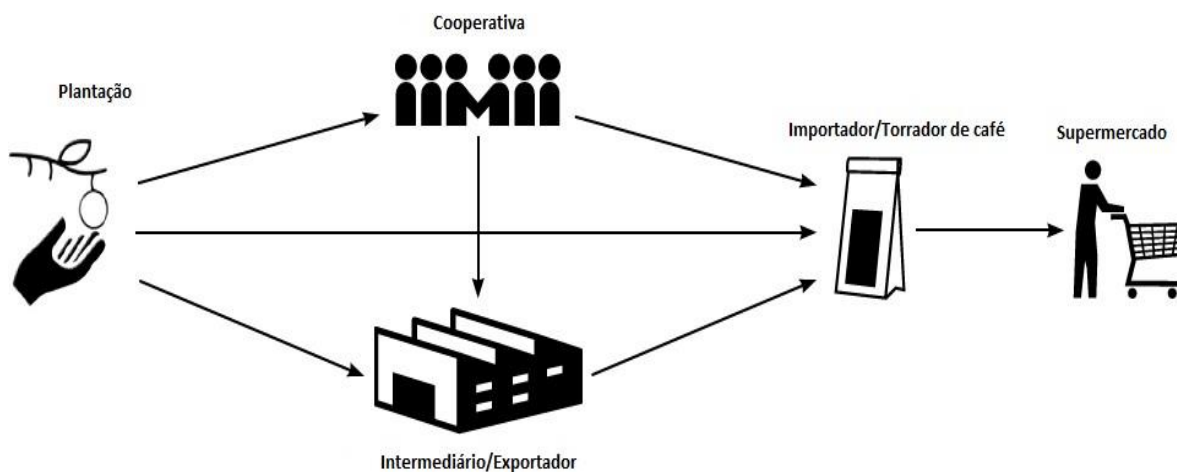 Cooperativa
Plantação
Importador/Torrador de café
Supermercado
Intermediário/Exportador